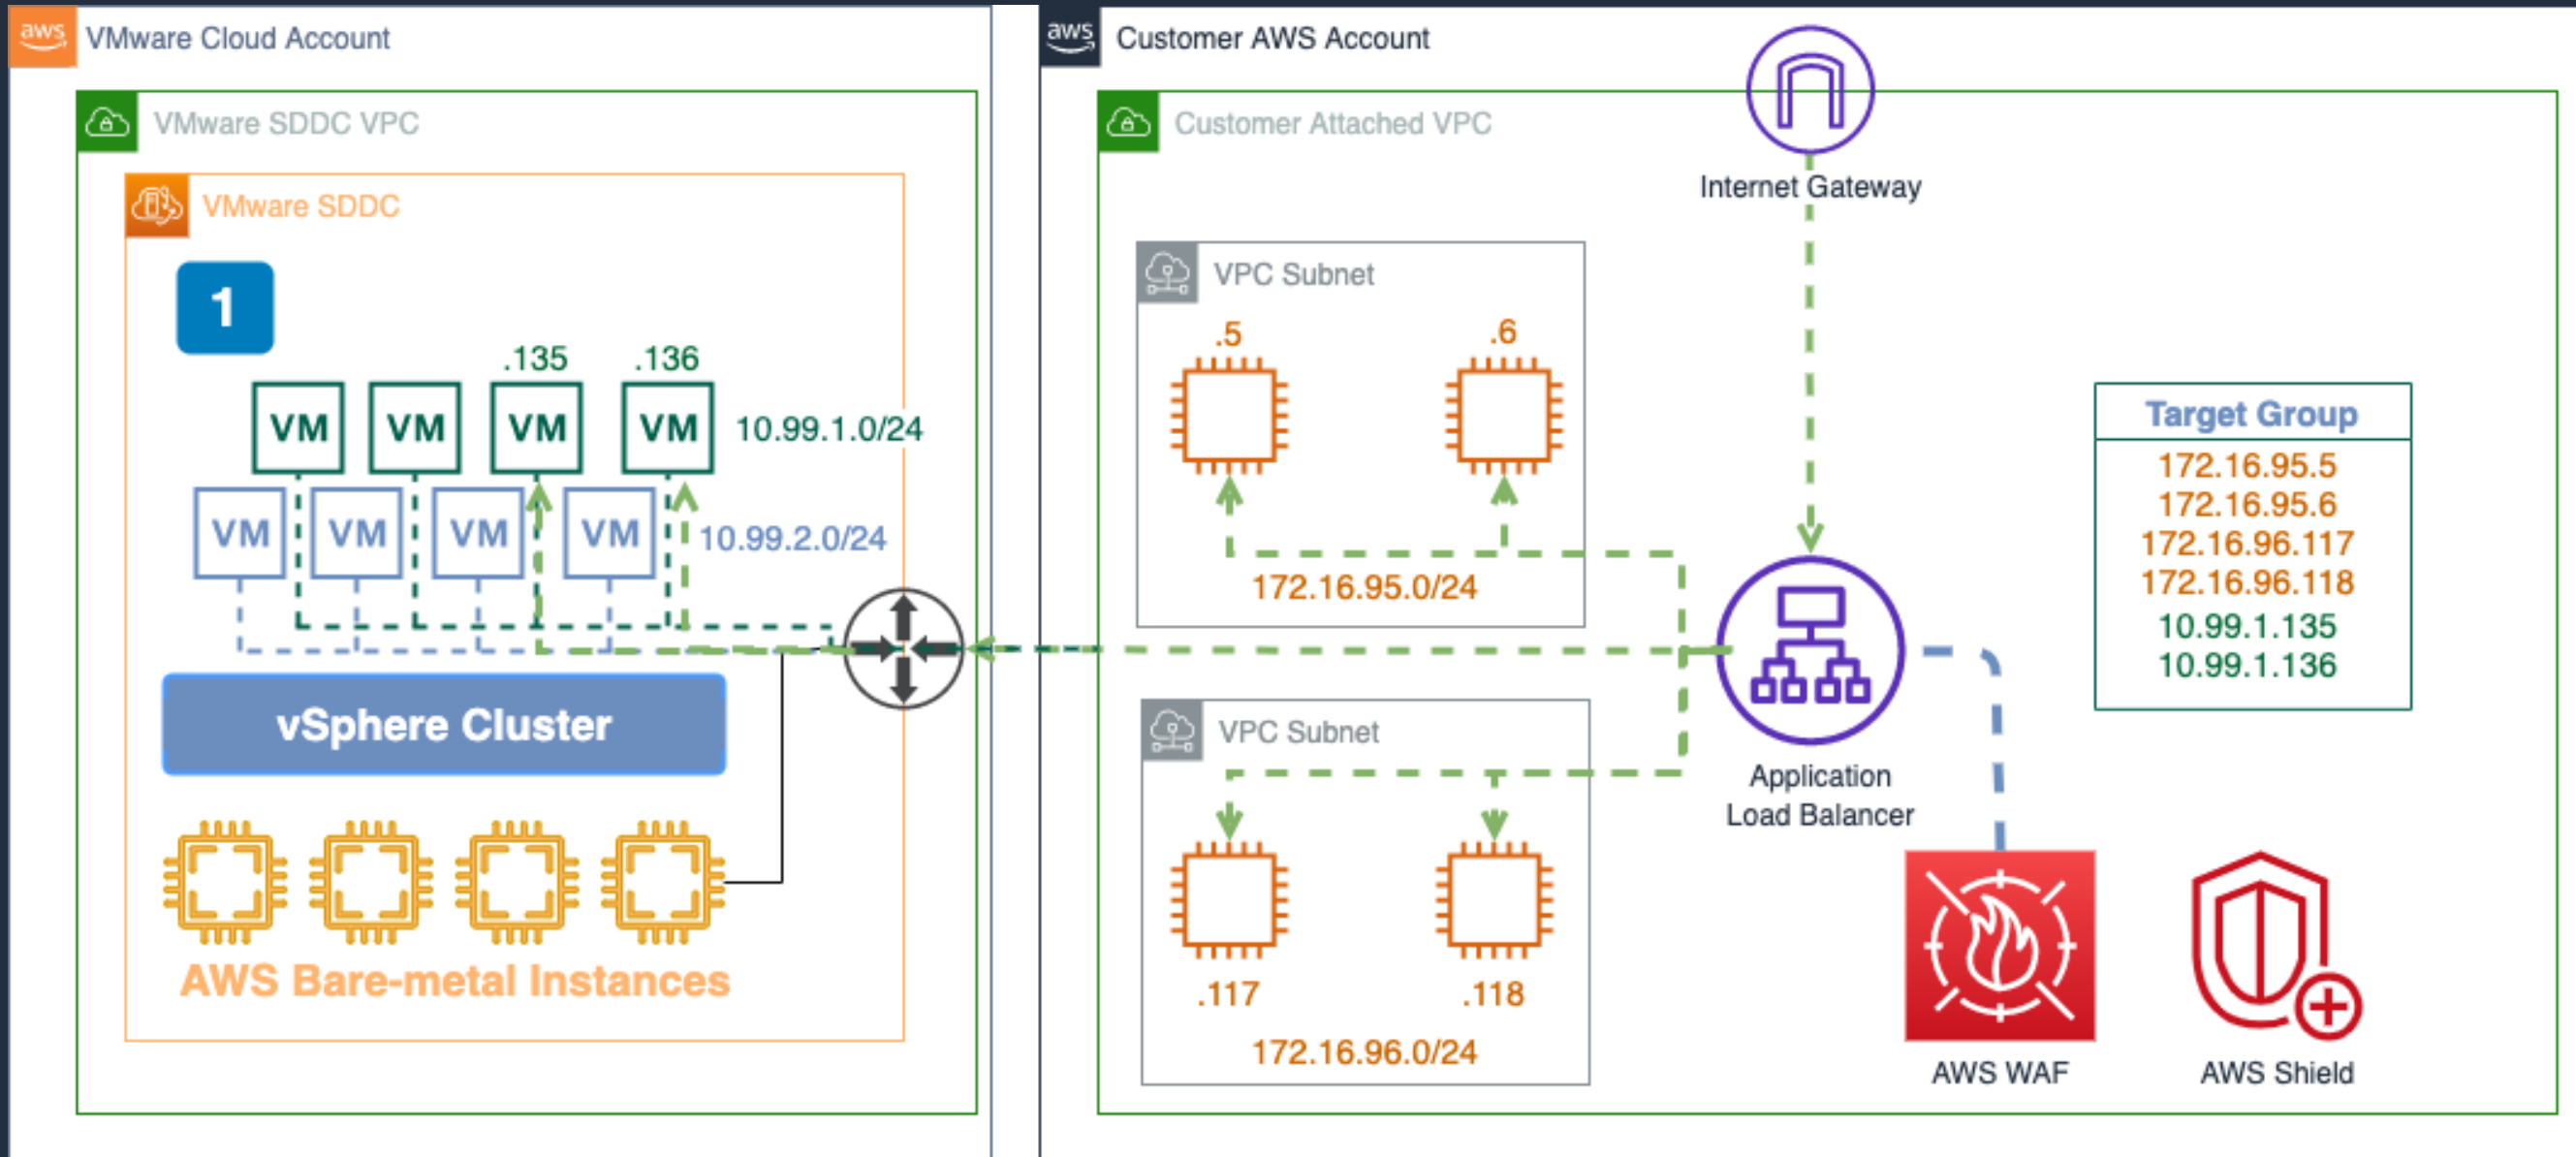 aws
VMware Cloud Account
VMware SDDC VPC
VMware SDDC
1
.135
.136
VM
VM
VM
VM
10.99.1.0/24
VM
VM
VM
VM
10.99.2.0/24
vSphere Cluster
AWS Bare-metal Instances
aws
Customer AWS Account
Customer Attached VPC
Internet Gateway
VPC Subnet
.5
.6
172.16.95.0/24
VPC Subnet
.117
.118
172.16.96.0/24
Application
Load Balancer
Target Group
172.16.95.5
172.16.95.6
172.16.96.117
172.16.96.118
10.99.1.135
10.99.1.136
AWS WAF
AWS Shield